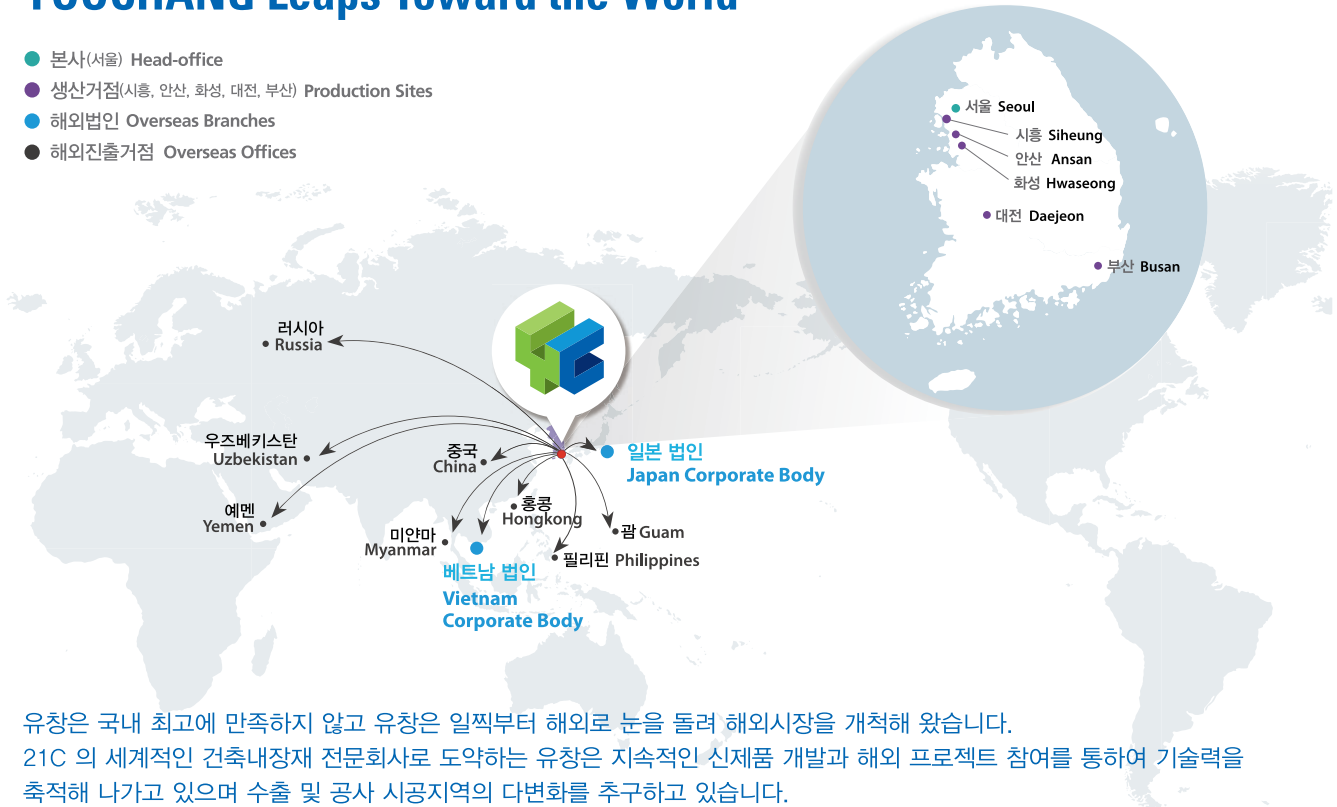 YOUCHANG Leaps Toward the World
본사(서울) Head-office
생산거점(시흥, 안산, 화성, 대전, 부산) Production Sites
해외법인 Overseas Branches
해외진출거점 Overseas Offices
서울 Seoul
시흥 Siheung
안산 Ansan
화성 Hwaseong
대전 Daejeon
부산 Busan
러시아
Russia
우즈베키스탄
Uzbekistan
예멘
Yemen
중국
China
일본 법인
Japan Corporate Body
홍콩
Hongkong
미얀마
Myanmar
괌 Guam
필리핀 Philippines
베트남 법인
Vietnam
Corporate Body
유창은 국내 최고에 만족하지 않고 유창은 일찍부터 해외로 눈을 돌려 해외시장을 개척해 왔습니다.
21C 의 세계적인 건축내장재 전문회사로 도약하는 유창은 지속적인 신제품 개발과 해외 프로젝트 참여를 통하여 기술력을
축적해 나가고 있으며 수출 및 공사 시공지역의 다변화를 추구하고 있습니다.